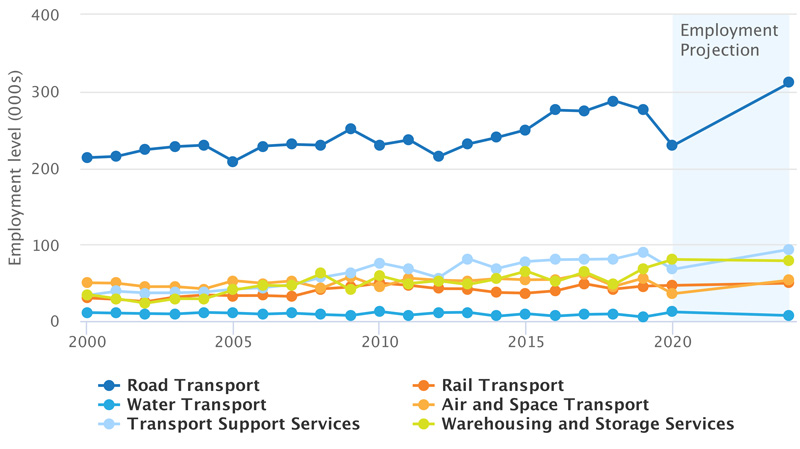 400
Employment
Projection
300
200
100
0
Employment level (000s)
2000
2005
2010
2015
2020
Road Transport
Rail Transport
Water Transport
Air and Space Transport
Transport Support Services
Warehousing and Storage Services